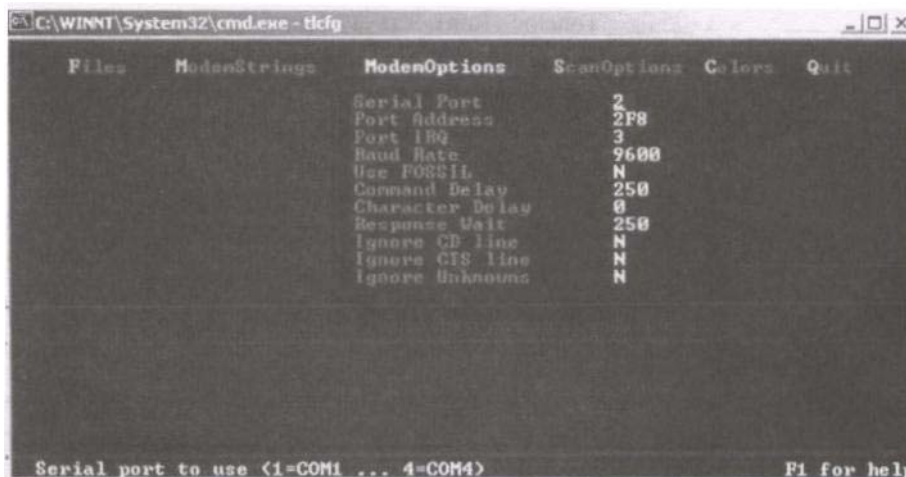 C:\WINNT\System32\cmd.exe - tlcfg
Files ModemStrings ModemOptions ScanOptions Colors Quit
Serial Port 2
Port Address 2F8
Port IRQ 3
Baud Rate 9600
Use FOSSIL N
Command Delay 250
Character Delay 0
Response Wait 250
Ignore CD line N
Ignore CTS line N
Ignore Unknowns N
Serial port to use <1=COM1 ... 4=COM4> F1 for help